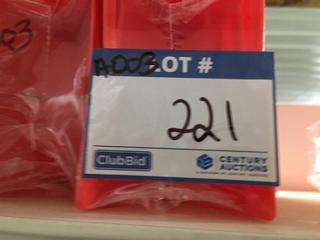 A003 LOT #
221
ClubBid
CENTURY
AUCTIONS